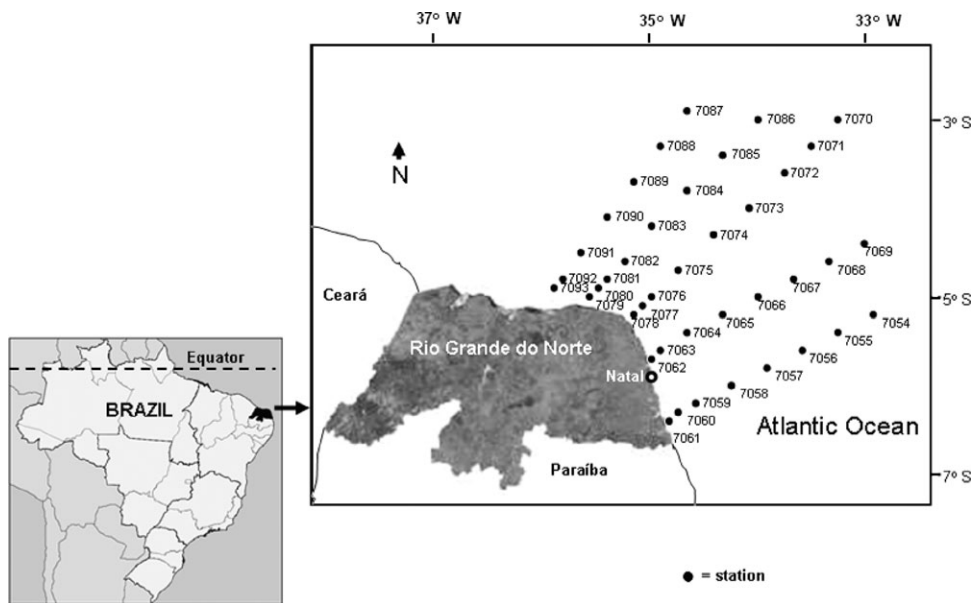 37° W
35° W
33° W
7087
7086
7070
3° S
7088
7085
7071
7072
N
7089
7084
7073
7090
7083
7074
7069
7091
7082
7075
7068
7092
7081
7067
7093
7080
7076
7066
5° S
7079
7077
7078
7065
7054
Ceará
7064
7055
Rio Grande do Norte
7063
7056
7062
7057
Natal
7058
7059
7060
7061
Atlantic Ocean
Paraíba
7° S
Equator
BRAZIL
= station